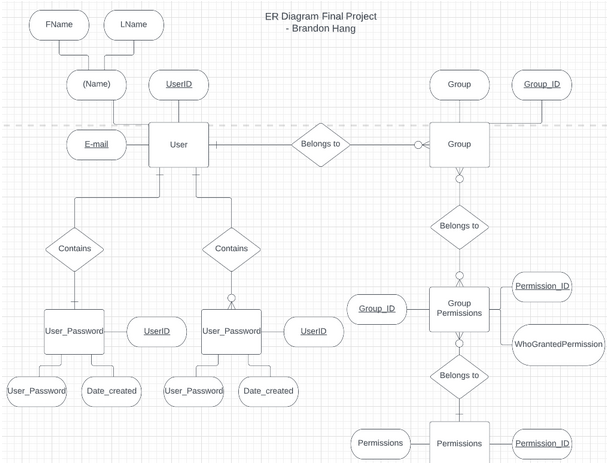 ER Diagram Final Project
- Brandon Hang
FName
LName
(Name)
UserID
Group
Group_ID
E-mail
User
Belongs to
Group
Contains
Contains
Belongs to
User_Password
UserID
User_Password
UserID
Group_ID
Group
Permissions
Permission_ID
WhoGrantedPermission
User_Password
Date_created
User_Password
Date_created
Belongs to
Permissions
Permissions
Permission_ID